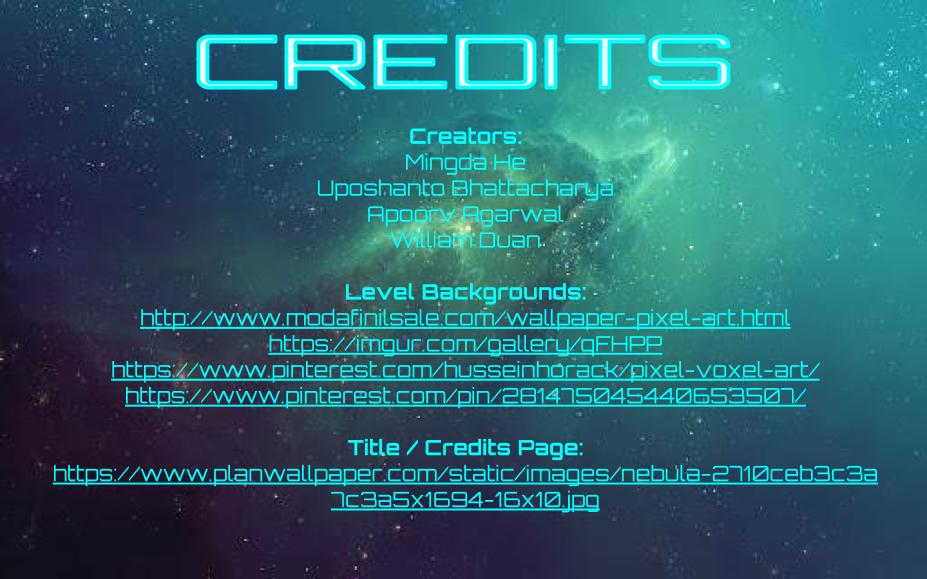 CREDITS
Creators:
Mingda He
Uposhanto Bhattacharya
Apoorv Agarwal
William Duan
Level Backgrounds:
http://www.modafinilsale.com/wallpaper-pixel-art.html
https://imgur.com/gallery/qFHPP
https://www.pinterest.com/husseinhorack/pixel-voxel-art/
https://www.pinterest.com/pin/281475045440653507/
Title / Credits Page:
https://www.planwallpaper.com/static/images/nebula-2710ceb3c3a
7c3a5x1694-16x10.jpg